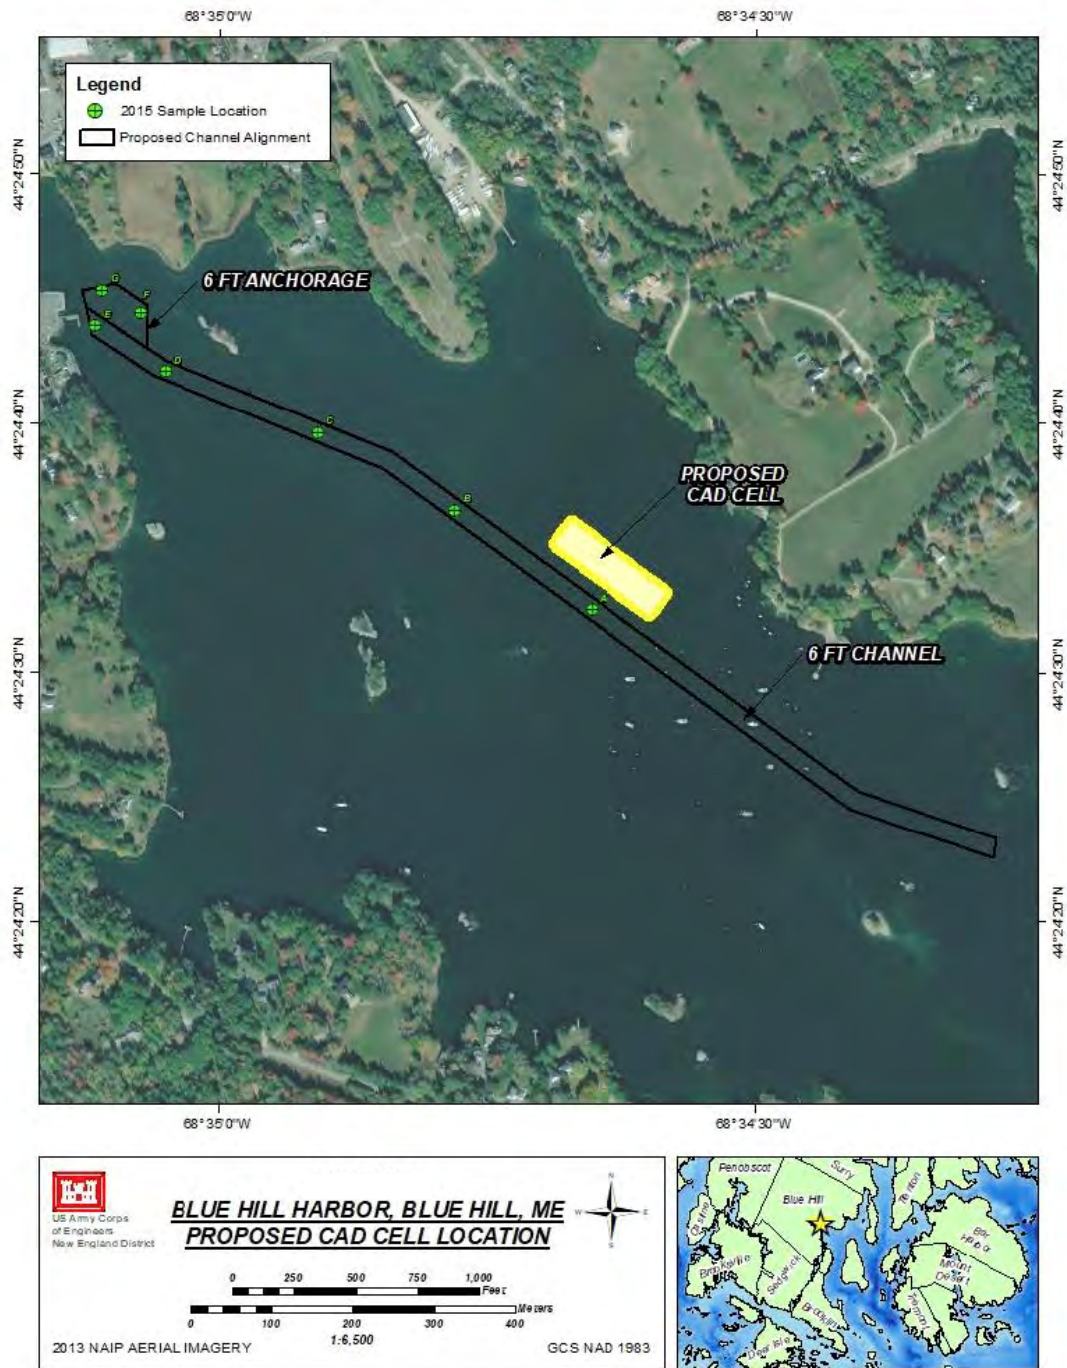 68°35'0"W
68°34'30"W
Legend
2015 Sample Location
Proposed Channel Alignment
44°24'50"N
44°24'50"N
G
F
E
6 FT ANCHORAGE
D
C
44°24'40"N
44°24'40"N
PROPOSED
CAD CELL
B
A
6 FT CHANNEL
44°24'30"N
44°24'30"N
44°24'20"N
44°24'20"N
68°35'0"W
68°34'30"W
US Army Corps
of Engineers
New England District
BLUE HILL HARBOR, BLUE HILL, ME
PROPOSED CAD CELL LOCATION
N
W
E
S
0 250 500 750 1,000
Feet
Meters
0 100 200 300 400
1:6,500
2013 NAIP AERIAL IMAGERY
GCS NAD 1983
Penobscot
Surry
Blue Hill
Trenton
Castine
Bar
Harbor
Brooksville
Sedgwick
Mount
Desert
Tremont
Brooklin
Deer Isle